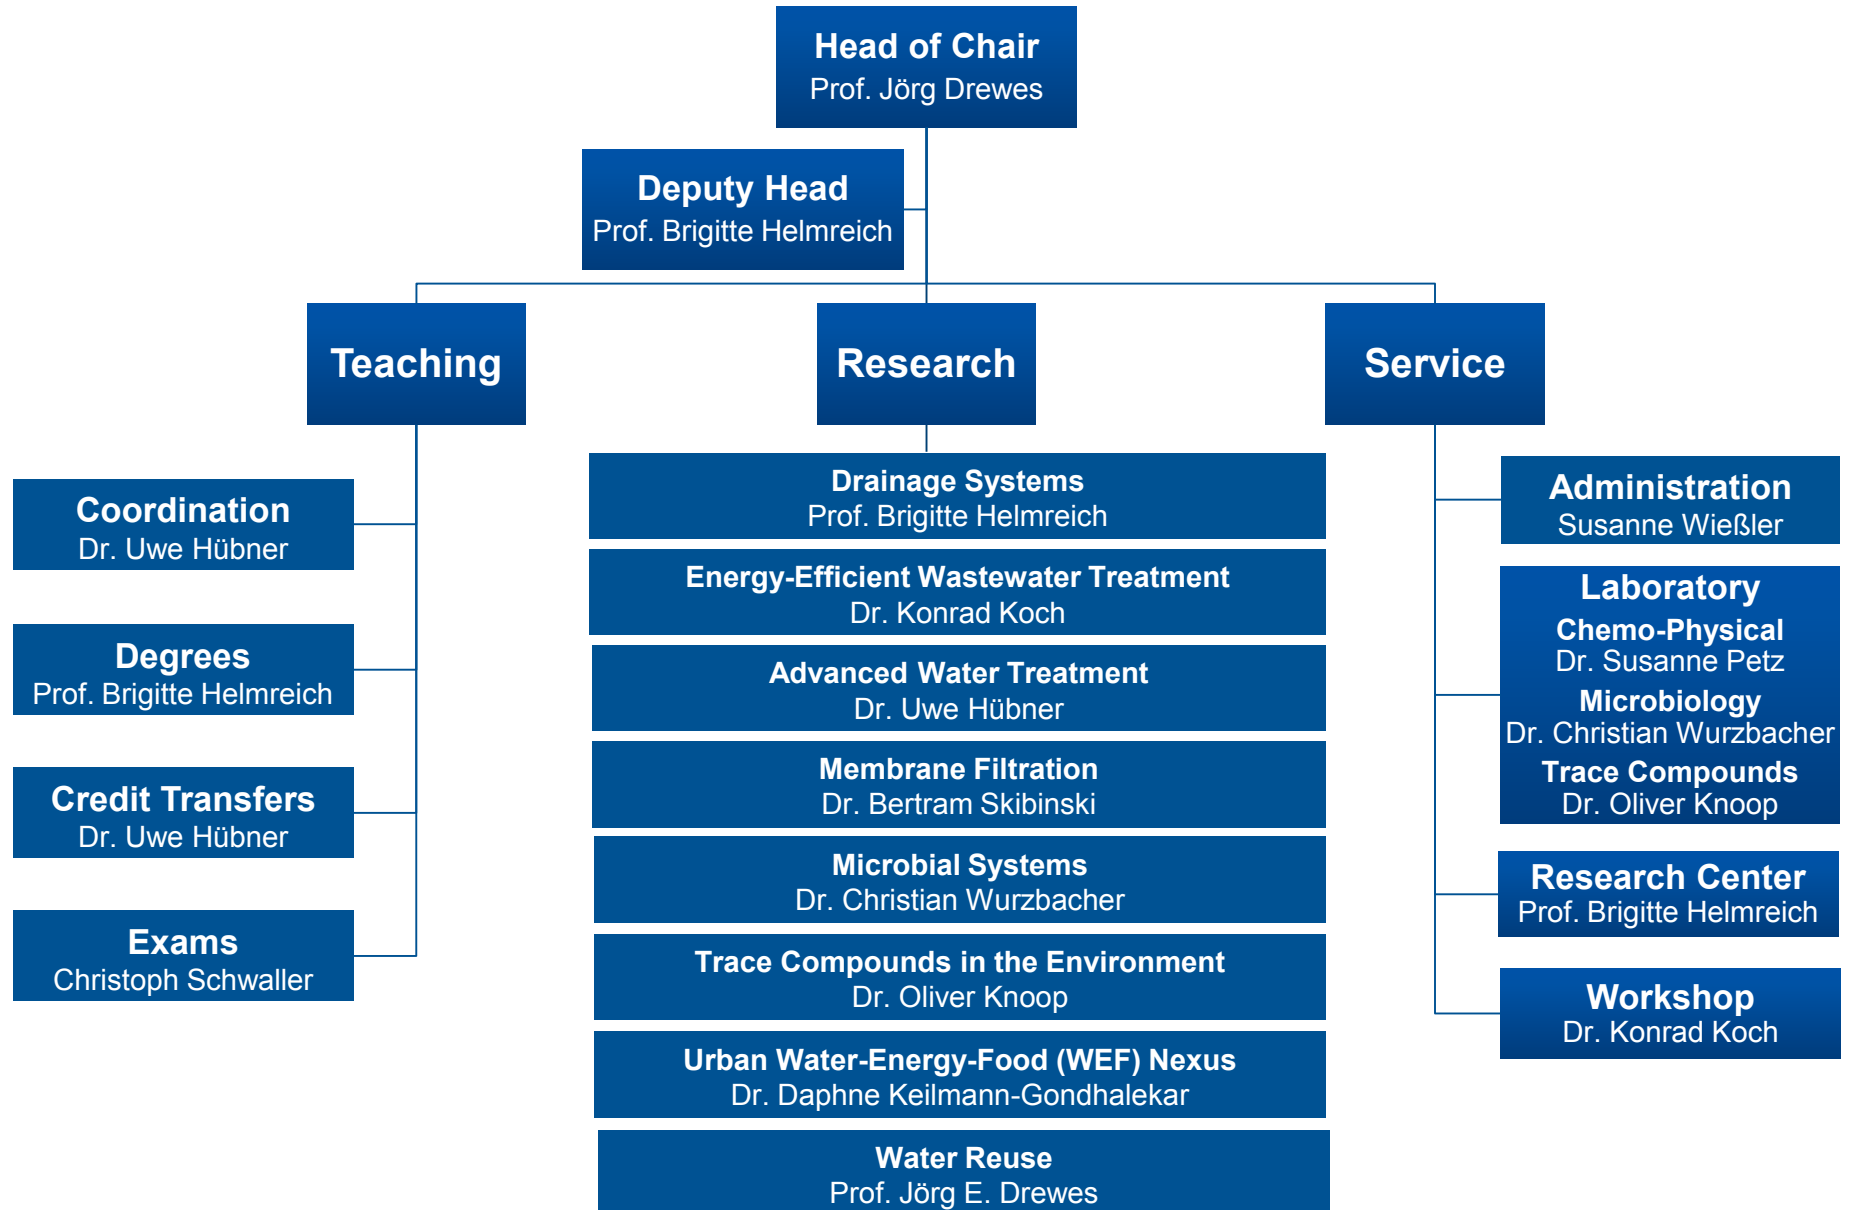 Head of Chair
Prof. Jörg Drewes
Deputy Head
Prof. Brigitte Helmreich
Teaching
Research
Service
Coordination
Dr. Uwe Hübner
Degrees
Prof. Brigitte Helmreich
Credit Transfers
Dr. Uwe Hübner
Exams
Christoph Schwaller
Drainage Systems
Prof. Brigitte Helmreich
Energy-Efficient Wastewater Treatment
Dr. Konrad Koch
Advanced Water Treatment
Dr. Uwe Hübner
Membrane Filtration
Dr. Bertram Skibinski
Microbial Systems
Dr. Christian Wurzbacher
Trace Compounds in the Environment
Dr. Oliver Knoop
Urban Water-Energy-Food (WEF) Nexus
Dr. Daphne Keilmann-Gondhalekar
Water Reuse
Prof. Jörg E. Drewes
Administration
Susanne Wießler
Laboratory
Chemo-Physical
Dr. Susanne Petz
Microbiology
Dr. Christian Wurzbacher
Trace Compounds
Dr. Oliver Knoop
Research Center
Prof. Brigitte Helmreich
Workshop
Dr. Konrad Koch